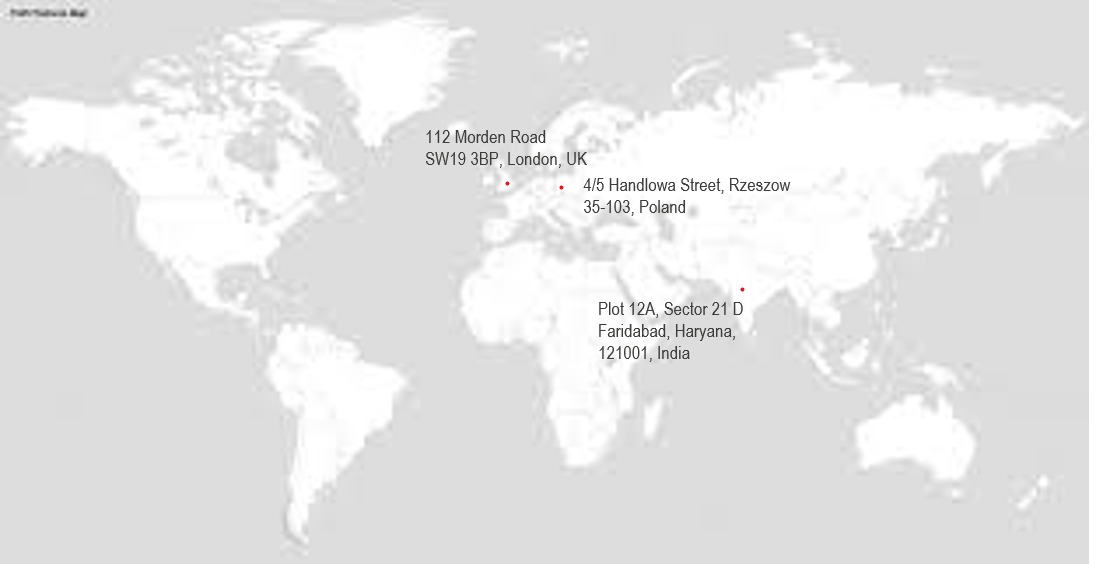 112 Morden Road
SW19 3BP, London, UK
4/5 Handlowa Street, Rzeszow
35-103, Poland
Plot 12A, Sector 21 D
Faridabad, Haryana,
121001, India